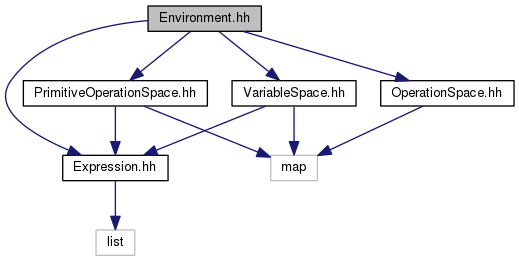 Environment.hh
PrimitiveOperationSpace.hh
VariableSpace.hh
OperationSpace.hh
Expression.hh
map
list